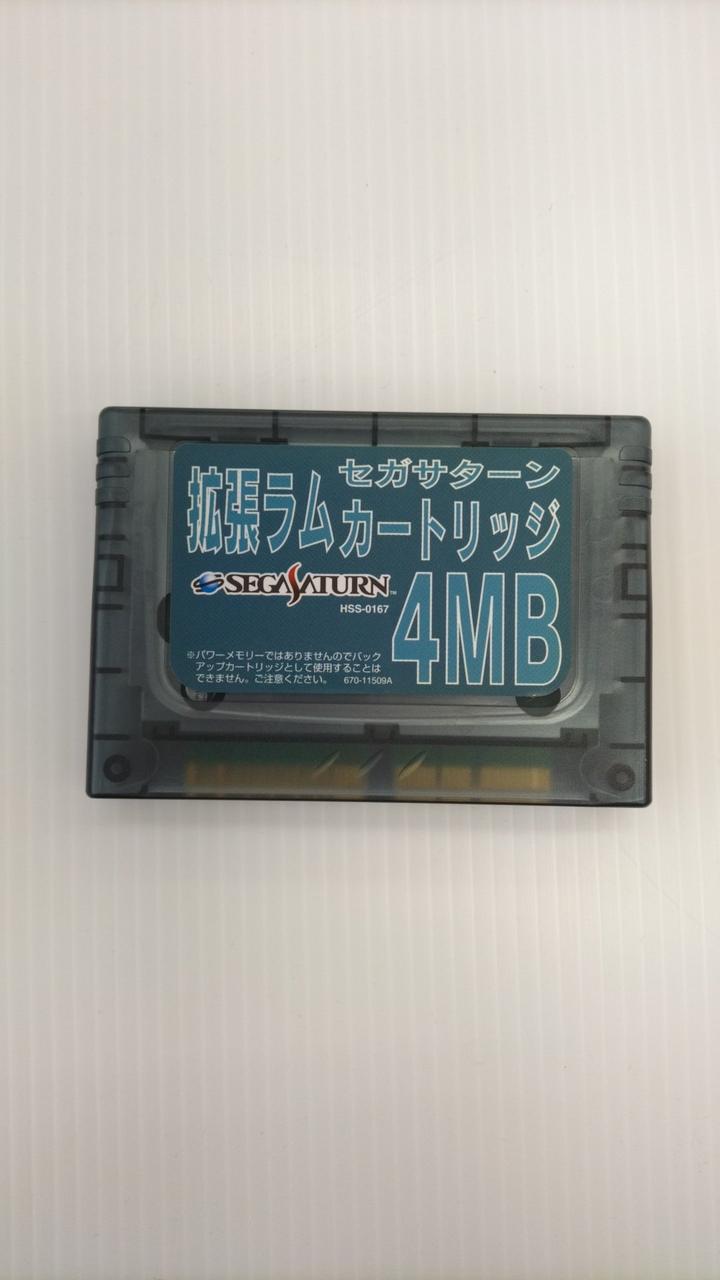 セガサターン
拡張ラムカートリッジ
SEGA SATURN™
HSS-0167
4MB
※パワーメモリーではありませんのでバック
アップカートリッジとして使用することは
できません。ご注意ください。 670-11509A